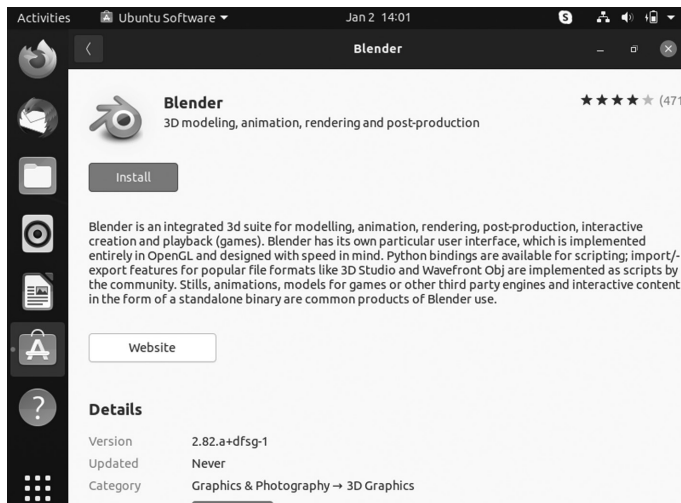 Activities Ubuntu Software Jan 2 14:01
Blender
Blender
3D modeling, animation, rendering and post-production
(471
Install
Blender is an integrated 3d suite for modelling, animation, rendering, post-production, interactive
creation and playback (games). Blender has its own particular user interface, which is implemented
entirely in OpenGL and designed with speed in mind. Python bindings are available for scripting; import/-
export features for popular file formats like 3D Studio and Wavefront Obj are implemented as scripts by
the community. Stills, animations, models for games or other third party engines and interactive content
in the form of a standalone binary are common products of Blender use.
Website
Details
Version 2.82.a+dfsg-1
Updated Never
Category Graphics & Photography → 3D Graphics